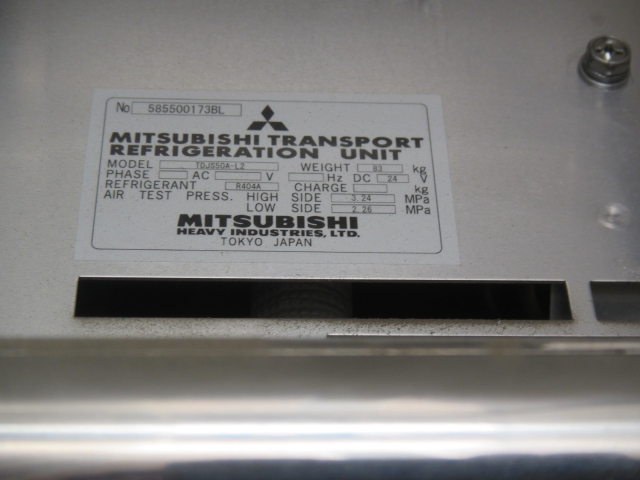 No 585500173BL
MITSUBISHI TRANSPORT
REFRIGERATION UNIT
MODEL TDJS50A-L2 WEIGHT 83 kg
PHASE AC V Hz DC 24 V
REFRIGERANT R404A CHARGE kg
AIR TEST PRESS. HIGH SIDE 3.24 MPa
LOW SIDE 2.26 MPa
MITSUBISHI
HEAVY INDUSTRIES, LTD.
TOKYO JAPAN